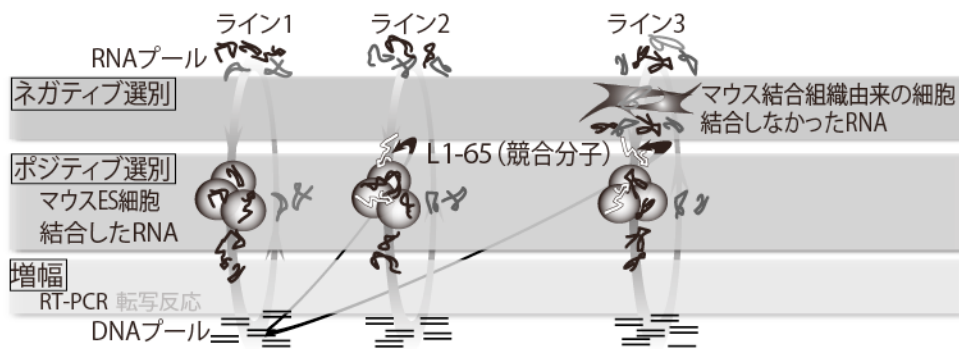 ライン1
ライン2
ライン3
RNAプール
ネガティブ選別
マウス結合組織由来の細胞
結合しなかったRNA
L1-65(競合分子)
ポジティブ選別
マウスES細胞
結合したRNA
増幅
RT-PCR 転写反応
DNAプール